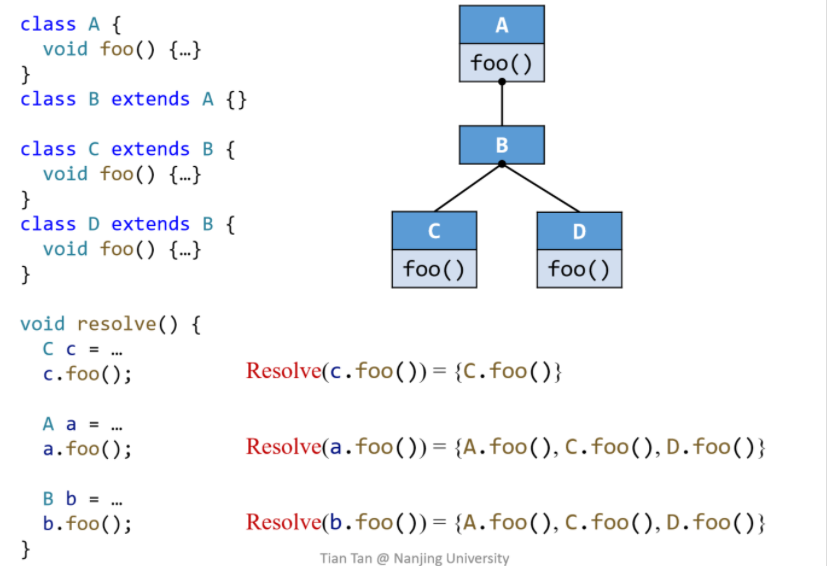 class A {
void foo() {…}
}
class B extends A {}
class C extends B {
void foo() {…}
}
class D extends B {
void foo() {…}
}
A
foo()
B
C
D
foo()
foo()
void resolve() {
C c = …
c.foo();
Resolve(c.foo()) = {C.foo()}
A a = …
a.foo();
Resolve(a.foo()) = {A.foo(), C.foo(), D.foo()}
B b = …
b.foo();
Resolve(b.foo()) = {A.foo(), C.foo(), D.foo()}
}
Tian Tan @ Nanjing University